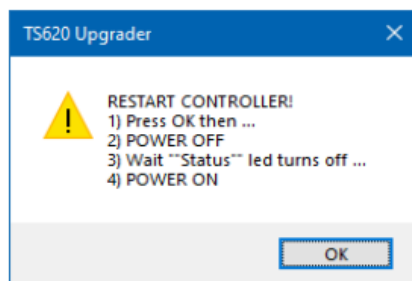 TS620 Upgrader
RESTART CONTROLLER!
1) Press OK then ...
2) POWER OFF
3) Wait ""Status"" led turns off ...
4) POWER ON
OK